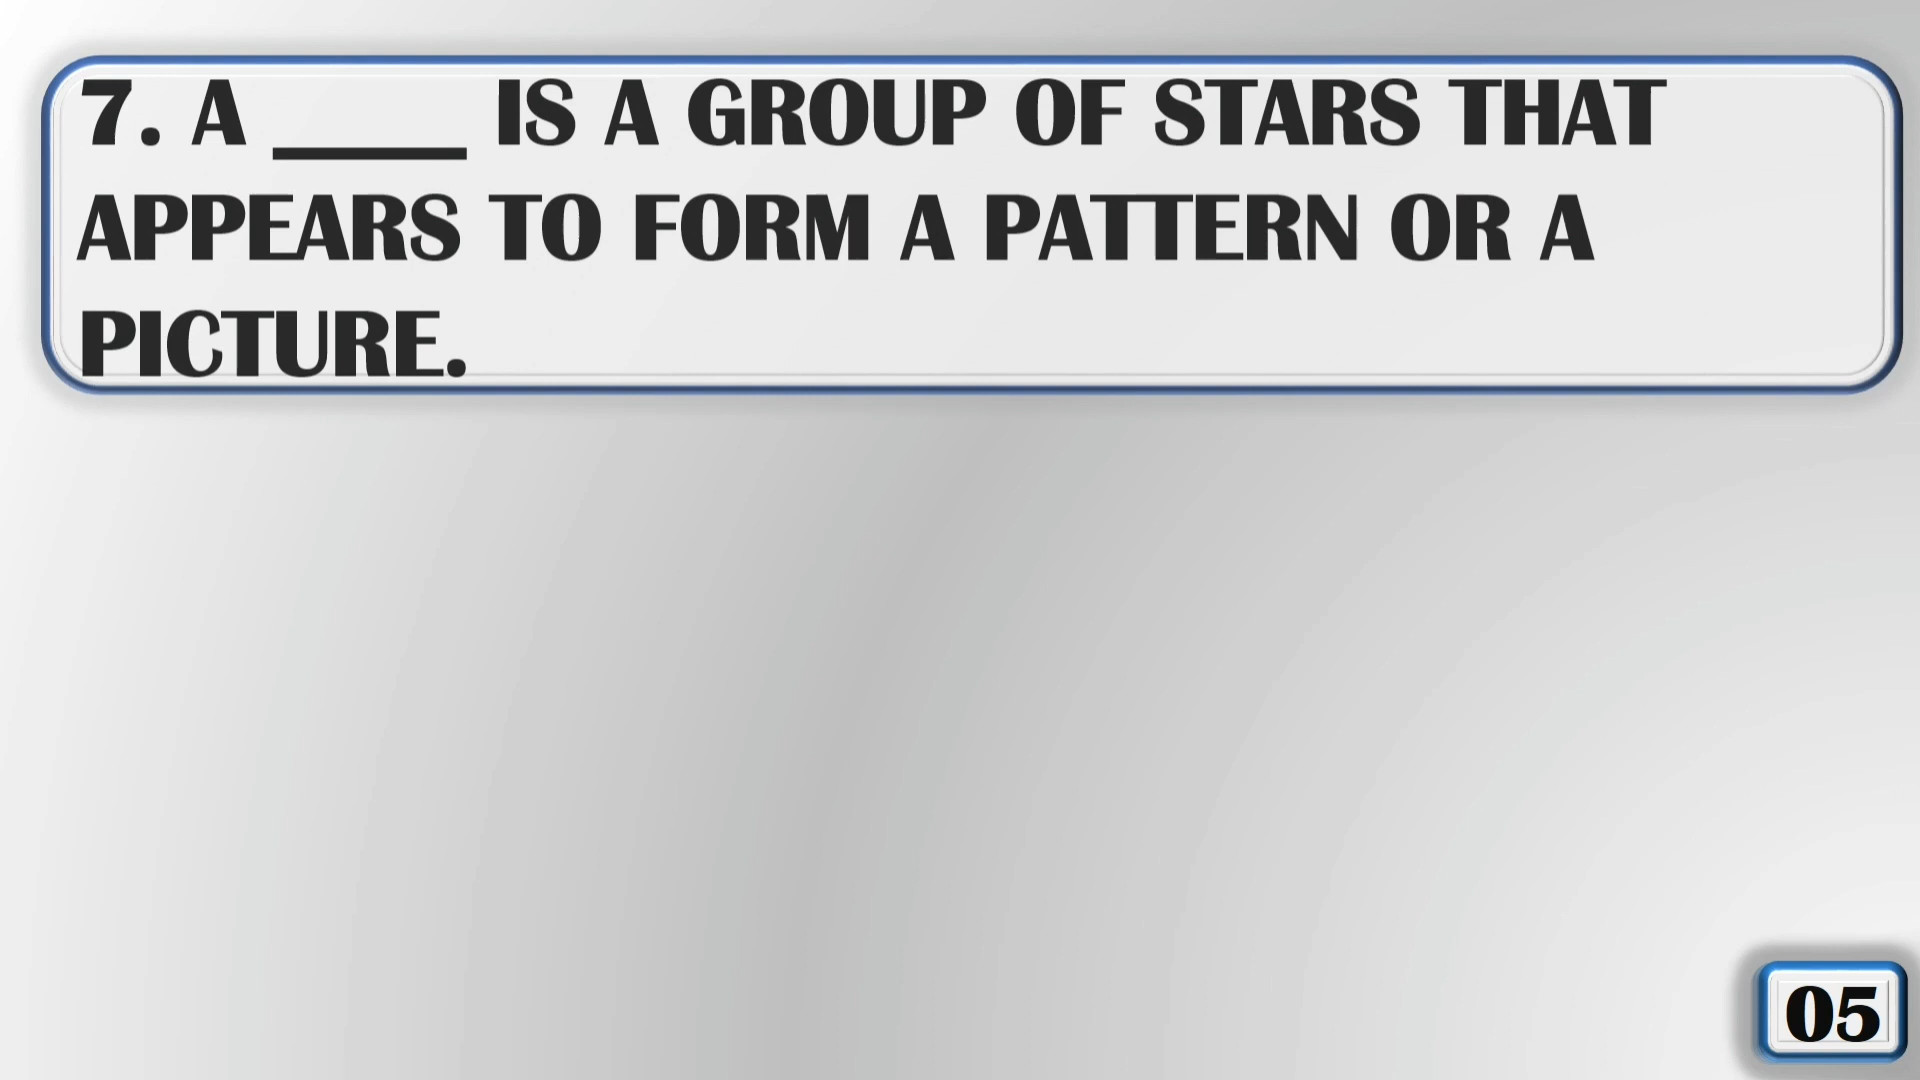 7. A ____ IS A GROUP OF STARS THAT
APPEARS TO FORM A PATTERN OR A
PICTURE.
05